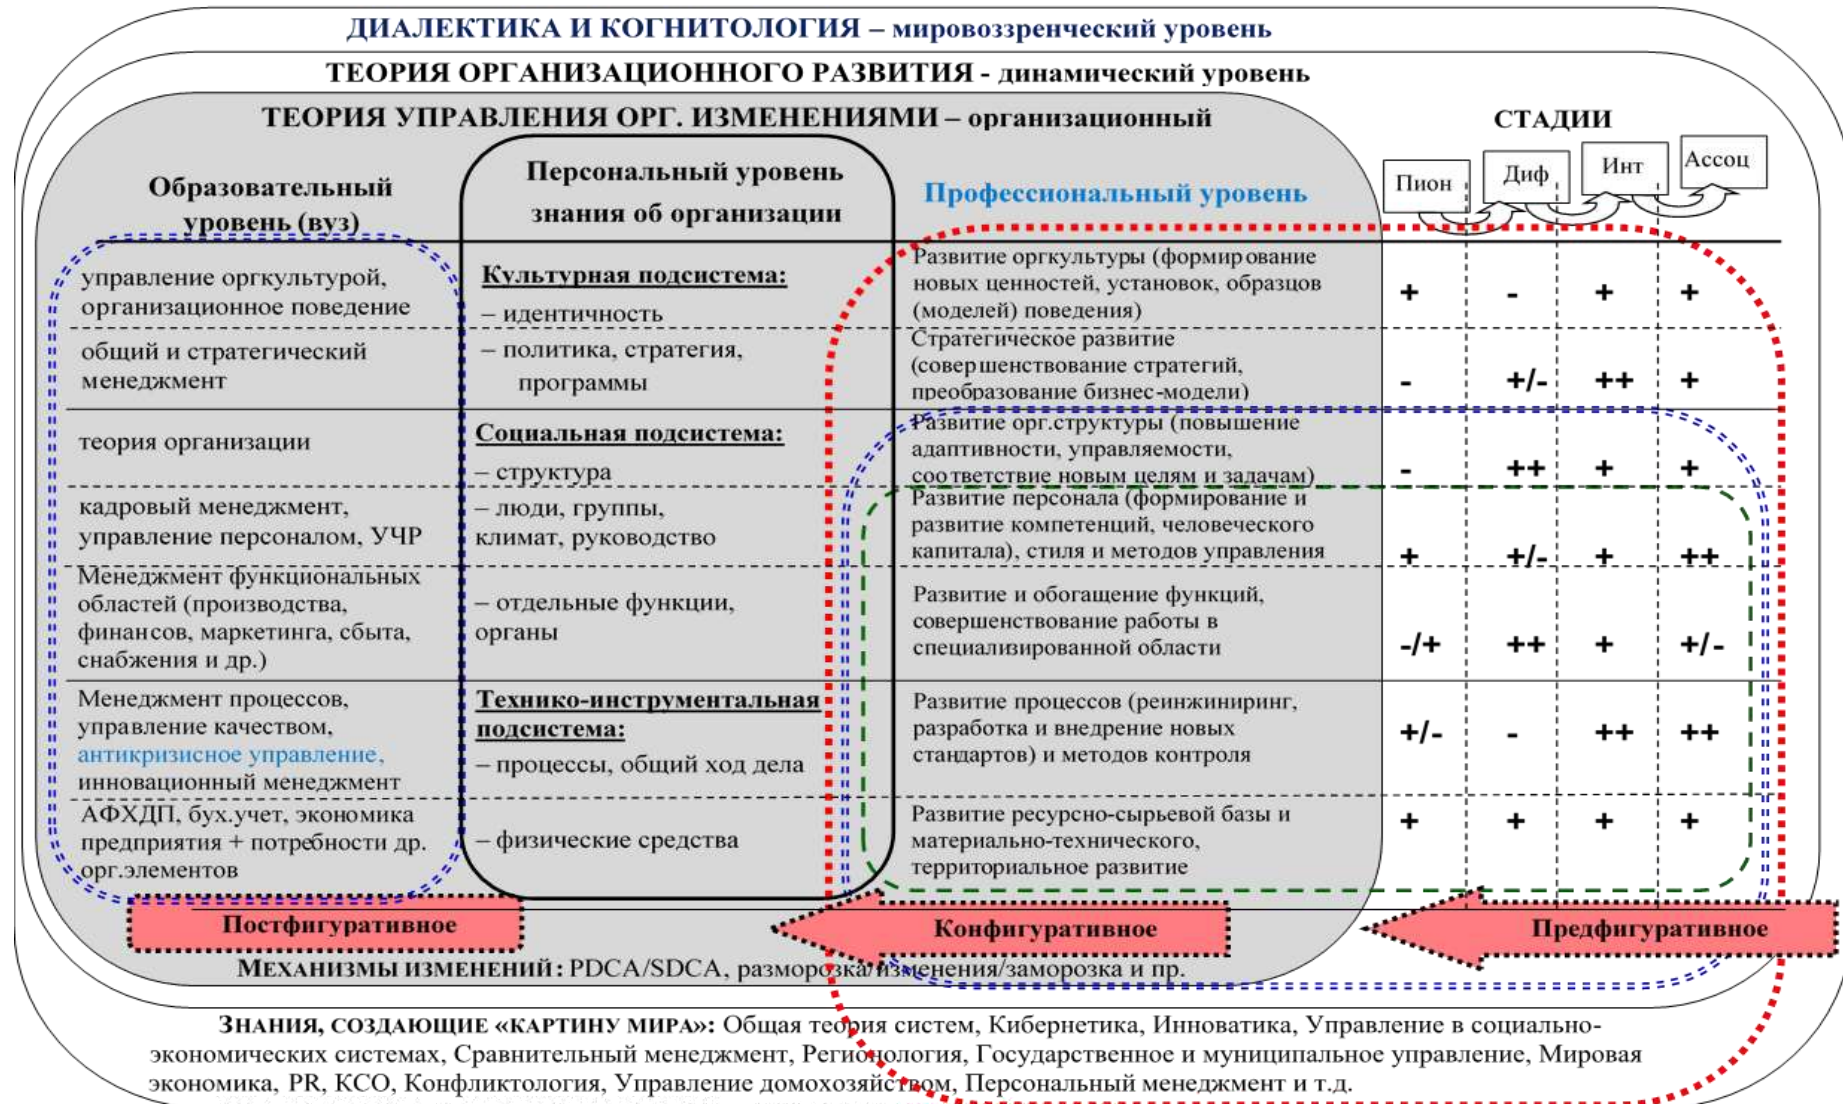 ДИАЛЕКТИКА И КОГНИТОЛОГИЯ – мировоззренческий уровень
ТЕОРИЯ ОРГАНИЗАЦИОННОГО РАЗВИТИЯ - динамический уровень
ТЕОРИЯ УПРАВЛЕНИЯ ОРГ. ИЗМЕНЕНИЯМИ – организационный
СТАДИИ
Пион
Диф
Инт
Ассоц
Образовательный
уровень (вуз)
Персональный уровень
знания об организации
Профессиональный уровень
управление оргкультурой,
организационное поведение
Культурная подсистема:
– идентичность
Развитие оргкультуры (формирование
новых ценностей, установок, образцов
(моделей) поведения)
+ - + +
общий и стратегический
менеджмент
– политика, стратегия,
программы
Стратегическое развитие
(совершенствование стратегий,
преобразование бизнес-модели)
- +/- ++ +
теория организации
Социальная подсистема:
– структура
Развитие орг.структуры (повышение
адаптивности, управляемости,
соответствие новым целям и задачам)
- ++ + +
кадровый менеджмент,
управление персоналом, УЧР
– люди, группы,
климат, руководство
Развитие персонала (формирование и
развитие компетенций, человеческого
капитала), стиля и методов управления
+ +/- + ++
Менеджмент функциональных
областей (производства,
финансов, маркетинга, сбыта,
снабжения и др.)
– отдельные функции,
органы
Развитие и обогащение функций,
совершенствование работы в
специализированной области
-/+ ++ + +/-
Менеджмент процессов,
управление качеством,
антикризисное управление,
инновационный менеджмент
Технико-инструментальная
подсистема:
– процессы, общий ход дела
Развитие процессов (реинжиниринг,
разработка и внедрение новых
стандартов) и методов контроля
+/- - ++ ++
АФХДП, бух.учет, экономика
предприятия + потребности др.
орг.элементов
– физические средства
Развитие ресурсно-сырьевой базы и
материально-технического,
территориальное развитие
+ + + +
Постфигуративное
Конфигуративное
Предфигуративное
МЕХАНИЗМЫ ИЗМЕНЕНИЙ: PDCA/SDCA, разморозка/изменения/заморозка и пр.
ЗНАНИЯ, СОЗДАЮЩИЕ «КАРТИНУ МИРА»: Общая теория систем, Кибернетика, Инноватика, Управление в социально-
экономических системах, Сравнительный менеджмент, Регионология, Государственное и муниципальное управление, Мировая
экономика, PR, КСО, Конфликтология, Управление домохозяйством, Персональный менеджмент и т.д.